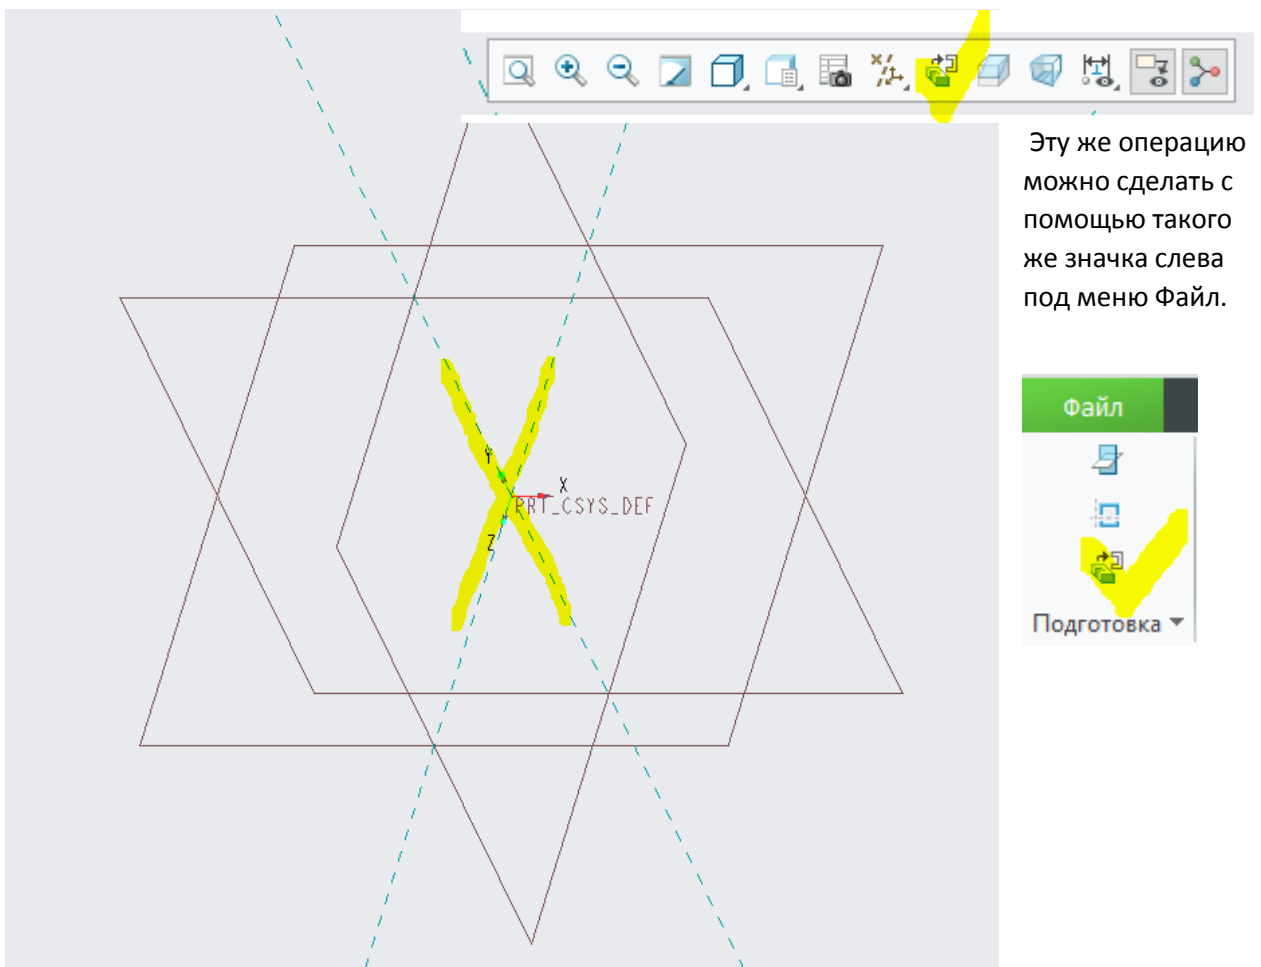 Эту же операцию
можно сделать с
помощью такого
же значка слева
под меню Файл.
Y
X
PRT_CSYS_DEF
Z
Файл
Подготовка